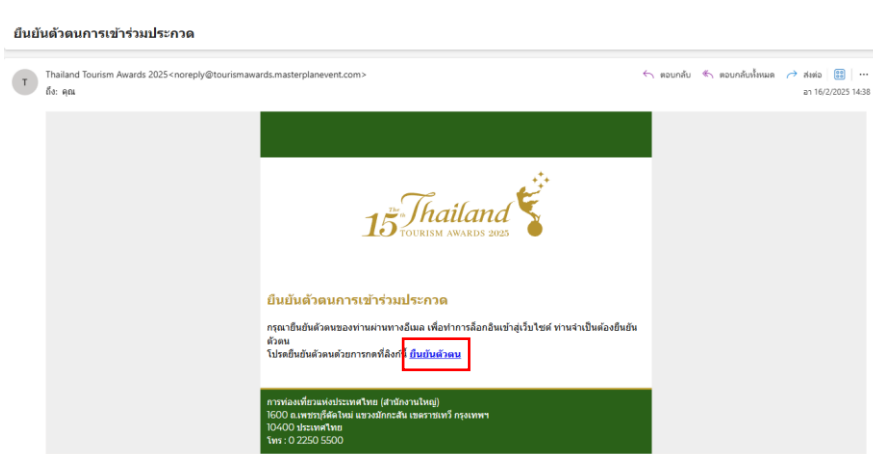 ยืนยันตัวตนการเข้าร่วมประกวด
T
Thailand Tourism Awards 2025<noreply@tourismawards.masterplanevent.com>
ตอบกลับ ตอบกลับทั้งหมด ส่งต่อ
ถึง: คุณ
อา 16/2/2025 14:38
The 15th Thailand
TOURISM AWARDS 2025
ยืนยันตัวตนการเข้าร่วมประกวด
กรุณายืนยันตัวตนของท่านผ่านทางอีเมล เพื่อทำการล็อกอินเข้าสู่เว็บไซต์ ท่านจำเป็นต้องยืนยัน
ตัวตน
โปรดยืนยันตัวตนด้วยการกดที่ลิงก์นี้ ยืนยันตัวตน
การท่องเที่ยวแห่งประเทศไทย (สำนักงานใหญ่)
1600 ถ.เพชรบุรีตัดใหม่ แขวงมักกะสัน เขตราชเทวี กรุงเทพฯ
10400 ประเทศไทย
โทร : 0 2250 5500